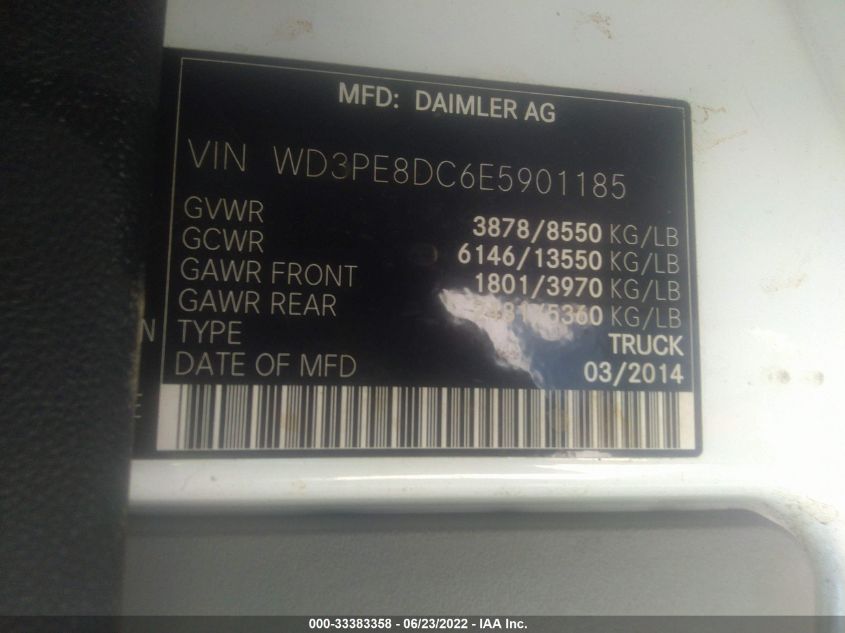 MFD: DAIMLER AG
VIN WD3PE8DC6E5901185
GVWR 3878/8550 KG/LB
GCWR 6146/13550 KG/LB
GAWR FRONT 1801/3970 KG/LB
GAWR REAR /5360 KG/LB
N
TYPE TRUCK
DATE OF MFD 03/2014
E
000-33383358 - 06/23/2022 - IAA Inc.